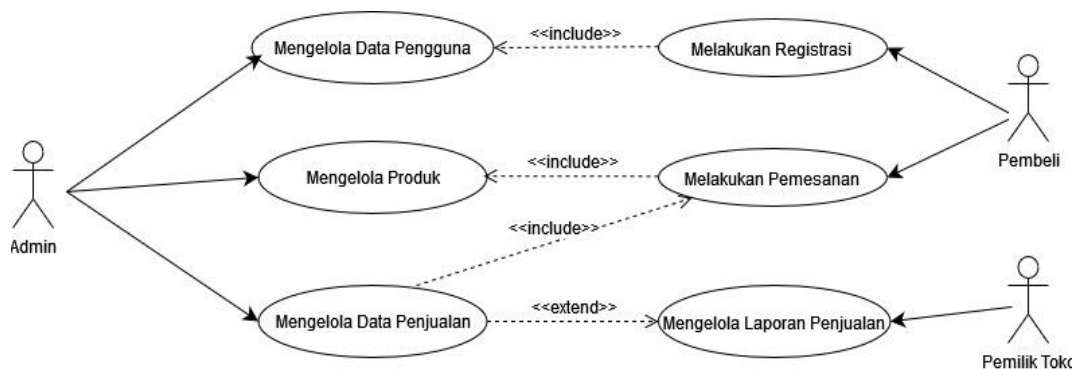 Mengelola Data Pengguna
<<include>>
Melakukan Registrasi
Pembeli
Mengelola Produk
<<include>>
Melakukan Pemesanan
Admin
<<include>>
Mengelola Data Penjualan
<<extend>>
Mengelola Laporan Penjualan
Pemilik Toko